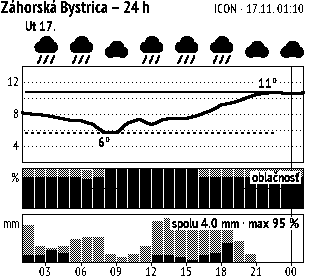 Záhorská Bystrica – 24 h
ICON · 17.11. 01:10
Ut 17.
12
8
4
11°
6°
%
oblačnosť
mm
spolu 4.0 mm · max 95 %
03 06 09 12 15 18 21 00